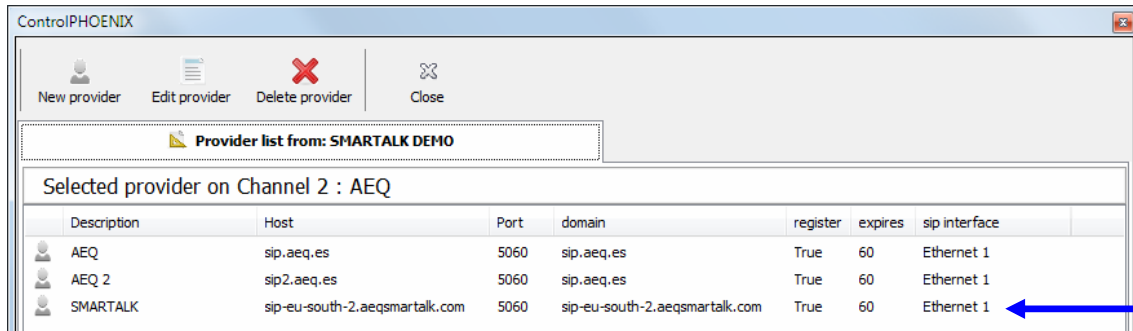 ControlPHOENIX
New provider Edit provider Delete provider Close
Provider list from: SMARTALK DEMO
Selected provider on Channel 2 : AEQ
Description Host Port domain register expires sip interface
AEQ sip.aeq.es 5060 sip.aeq.es True 60 Ethernet 1
AEQ 2 sip2.aeq.es 5060 sip.aeq.es True 60 Ethernet 1
SMARTALK sip-eu-south-2.aeqsmartalk.com 5060 sip-eu-south-2.aeqsmartalk.com True 60 Ethernet 1